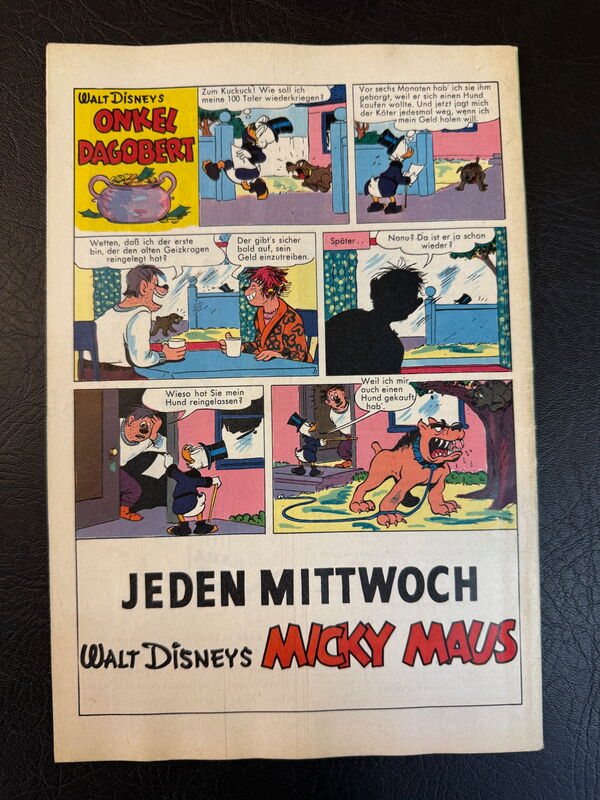 WALT DISNEYS
ONKEL
DAGOBERT
Zum Kuckuck! Wie soll ich
meine 100 Taler wiederkriegen?
Vor sechs Monaten hab' ich sie ihm
geborgt, weil er sich einen Hund
kaufen wollte. Und jetzt jagt mich
der Köter jedesmal weg, wenn ich
mein Geld holen will.
Wetten, daß ich der erste
bin, der den alten Geizkragen
reingelegt hat?
Der gibt's sicher
bald auf, sein
Geld einzutreiben.
Später..
Nanu? Da ist er ja schon
wieder?
Wieso hat Sie mein
Hund reingelassen?
Weil ich mir
auch einen
Hund gekauft
hab'.
JEDEN MITTWOCH
WALT DISNEYS MICKY MAUS